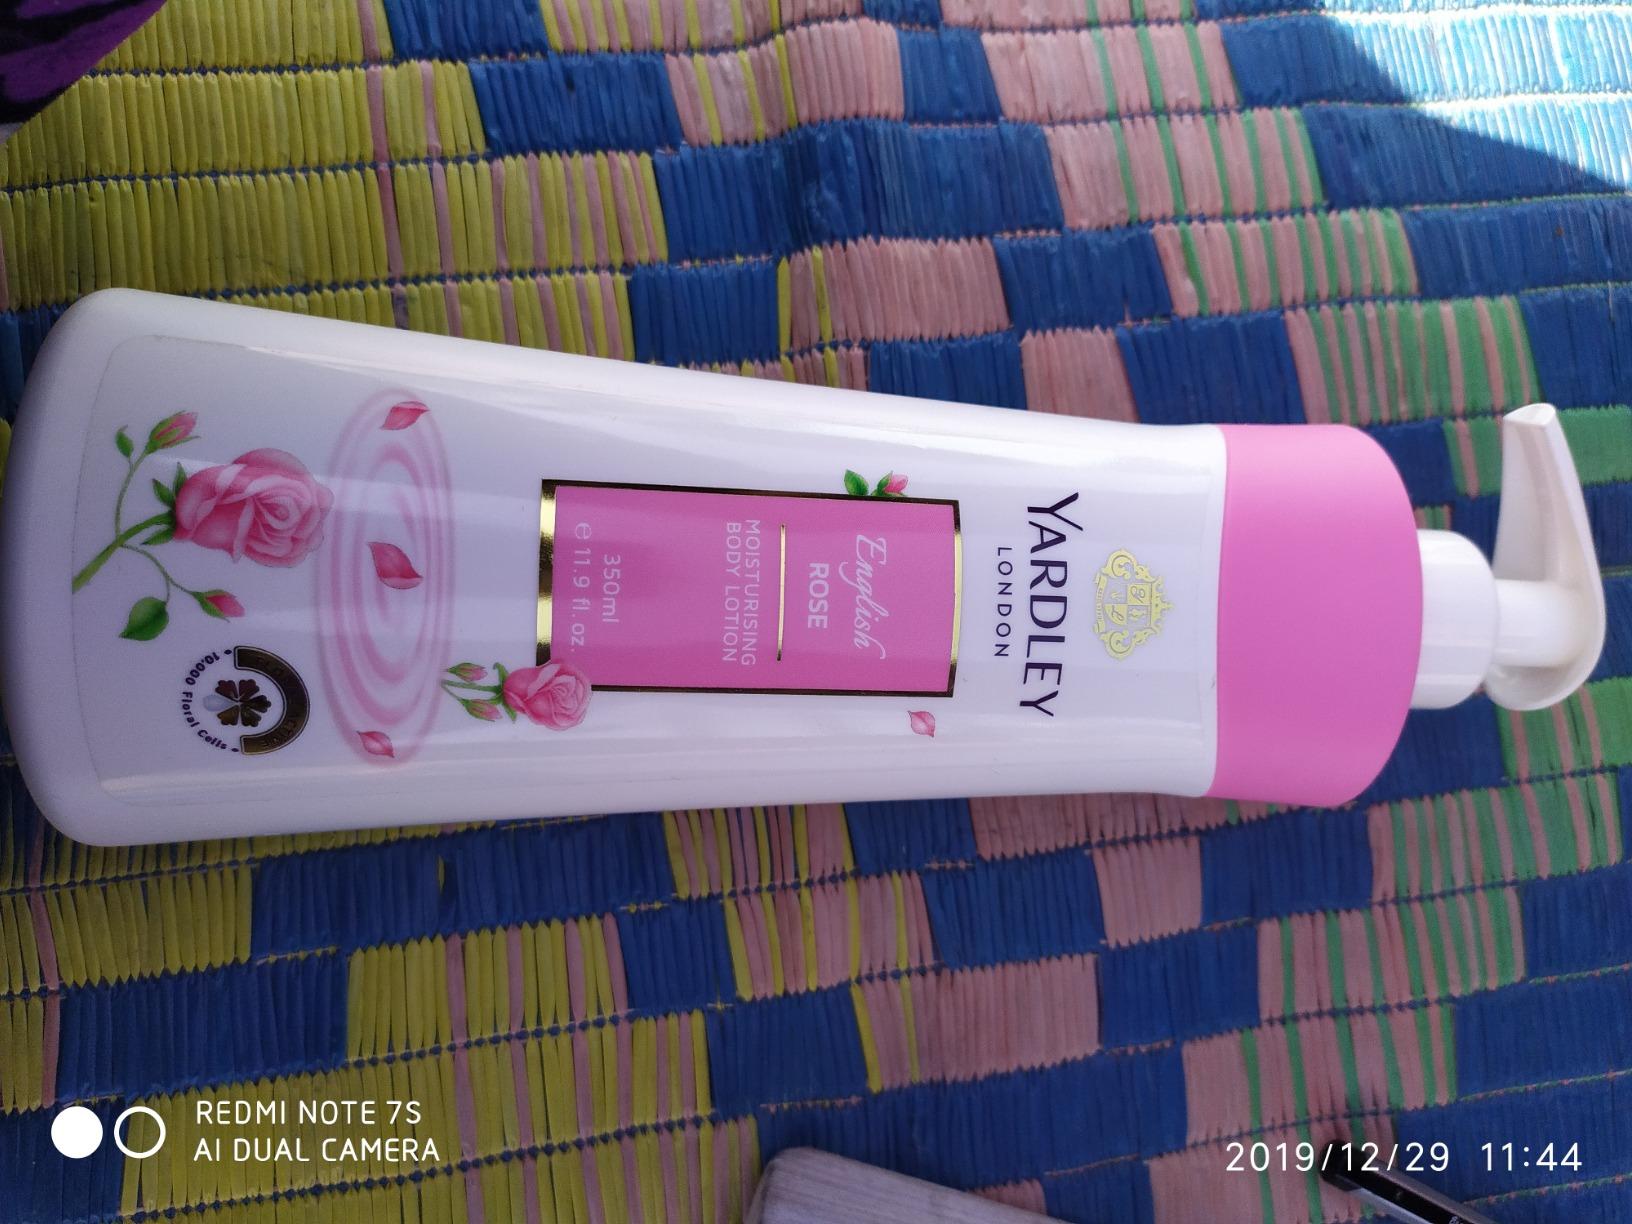 YARDLEY
LONDON
English
ROSE
MOISTURISING
BODY LOTION
350ml
e 11.9 fl. oz.
10,000 Floral Cells
REDMI NOTE 7S
AI DUAL CAMERA
2019/12/29 11:44